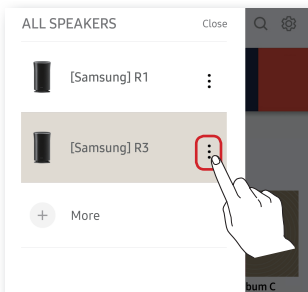 ALL SPEAKERS Close
[Samsung] R1
[Samsung] R3
More
bum C